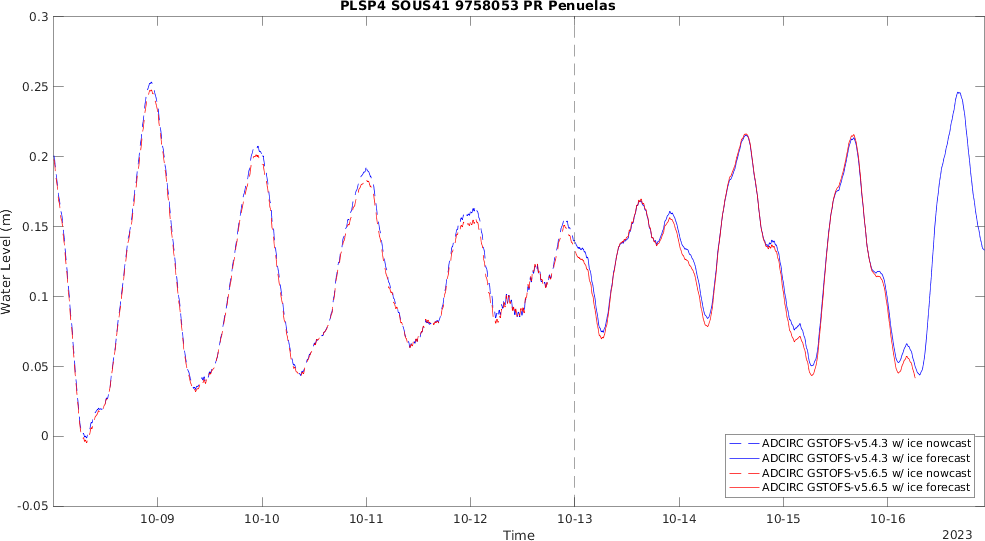 PLSP4 SOUS41 9758053 PR Penuelas
0.3
0.25
0.2
0.15
0.1
0.05
0
-0.05
Water Level (m)
10-09 10-10 10-11 10-12 10-13 10-14 10-15 10-16
Time
2023
ADCIRC GSTOFS-v5.4.3 w/ ice nowcast
ADCIRC GSTOFS-v5.4.3 w/ ice forecast
ADCIRC GSTOFS-v5.6.5 w/ ice nowcast
ADCIRC GSTOFS-v5.6.5 w/ ice forecast